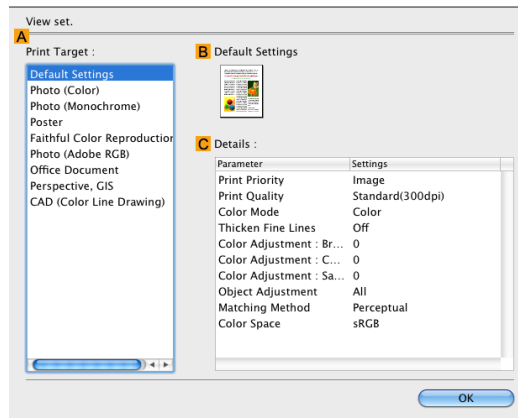 View set.
A
Print Target :
Default Settings
Photo (Color)
Photo (Monochrome)
Poster
Faithful Color Reproduction
Photo (Adobe RGB)
Office Document
Perspective, GIS
CAD (Color Line Drawing)
B Default Settings
C Details :
Parameter Settings
Print Priority Image
Print Quality Standard(300dpi)
Color Mode Color
Thicken Fine Lines Off
Color Adjustment : Br... 0
Color Adjustment : C... 0
Color Adjustment : Sa... 0
Object Adjustment All
Matching Method Perceptual
Color Space sRGB
OK